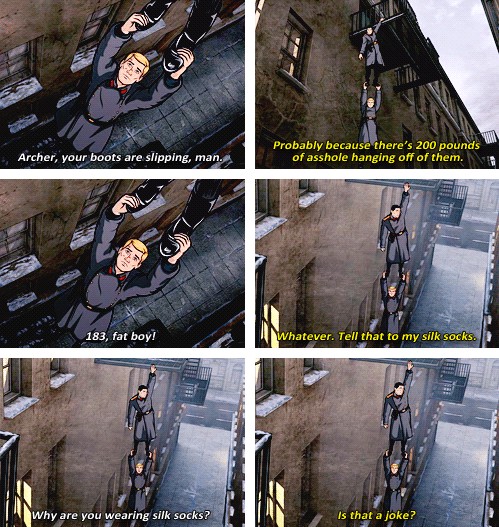 Archer, your boots are slipping, man.
Probably because there's 200 pounds
of asshole hanging off of them.
183, fat boy!
Whatever. Tell that to my silk socks.
Why are you wearing silk socks?
Is that a joke?